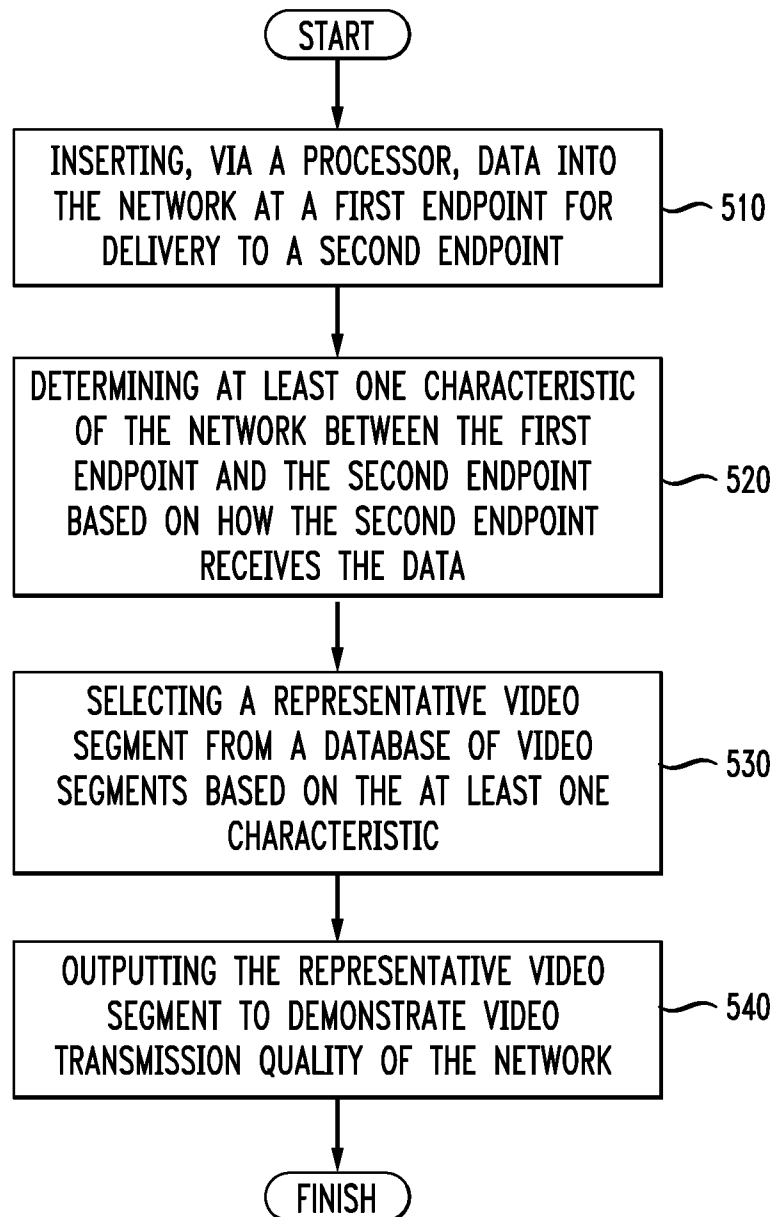 START
INSERTING, VIA A PROCESSOR, DATA INTO
THE NETWORK AT A FIRST ENDPOINT FOR
DELIVERY TO A SECOND ENDPOINT
510
DETERMINING AT LEAST ONE CHARACTERISTIC
OF THE NETWORK BETWEEN THE FIRST
ENDPOINT AND THE SECOND ENDPOINT
BASED ON HOW THE SECOND ENDPOINT
RECEIVES THE DATA
520
SELECTING A REPRESENTATIVE VIDEO
SEGMENT FROM A DATABASE OF VIDEO
SEGMENTS BASED ON THE AT LEAST ONE
CHARACTERISTIC
530
OUTPUTTING THE REPRESENTATIVE VIDEO
SEGMENT TO DEMONSTRATE VIDEO
TRANSMISSION QUALITY OF THE NETWORK
540
FINISH